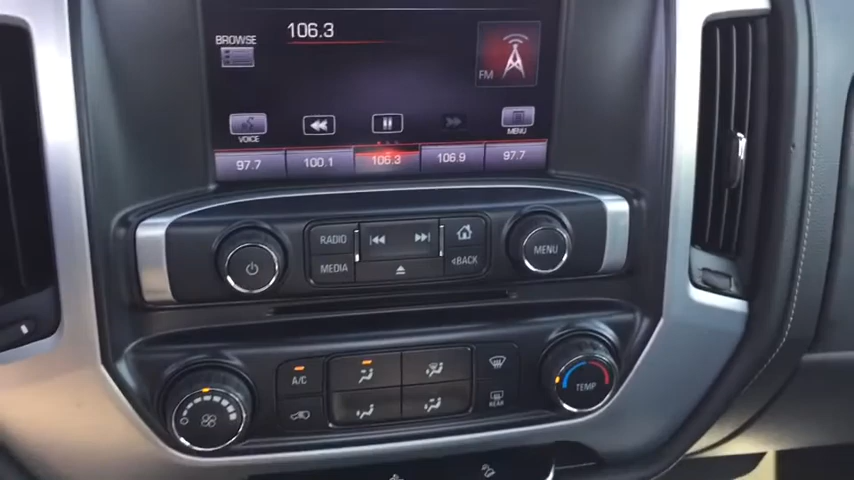 BROWSE
106.3
FM
VOICE
MENU
97.7 100.1 106.3 106.9 97.7
RADIO
MEDIA
BACK
MENU
A/C
REAR
TEMP